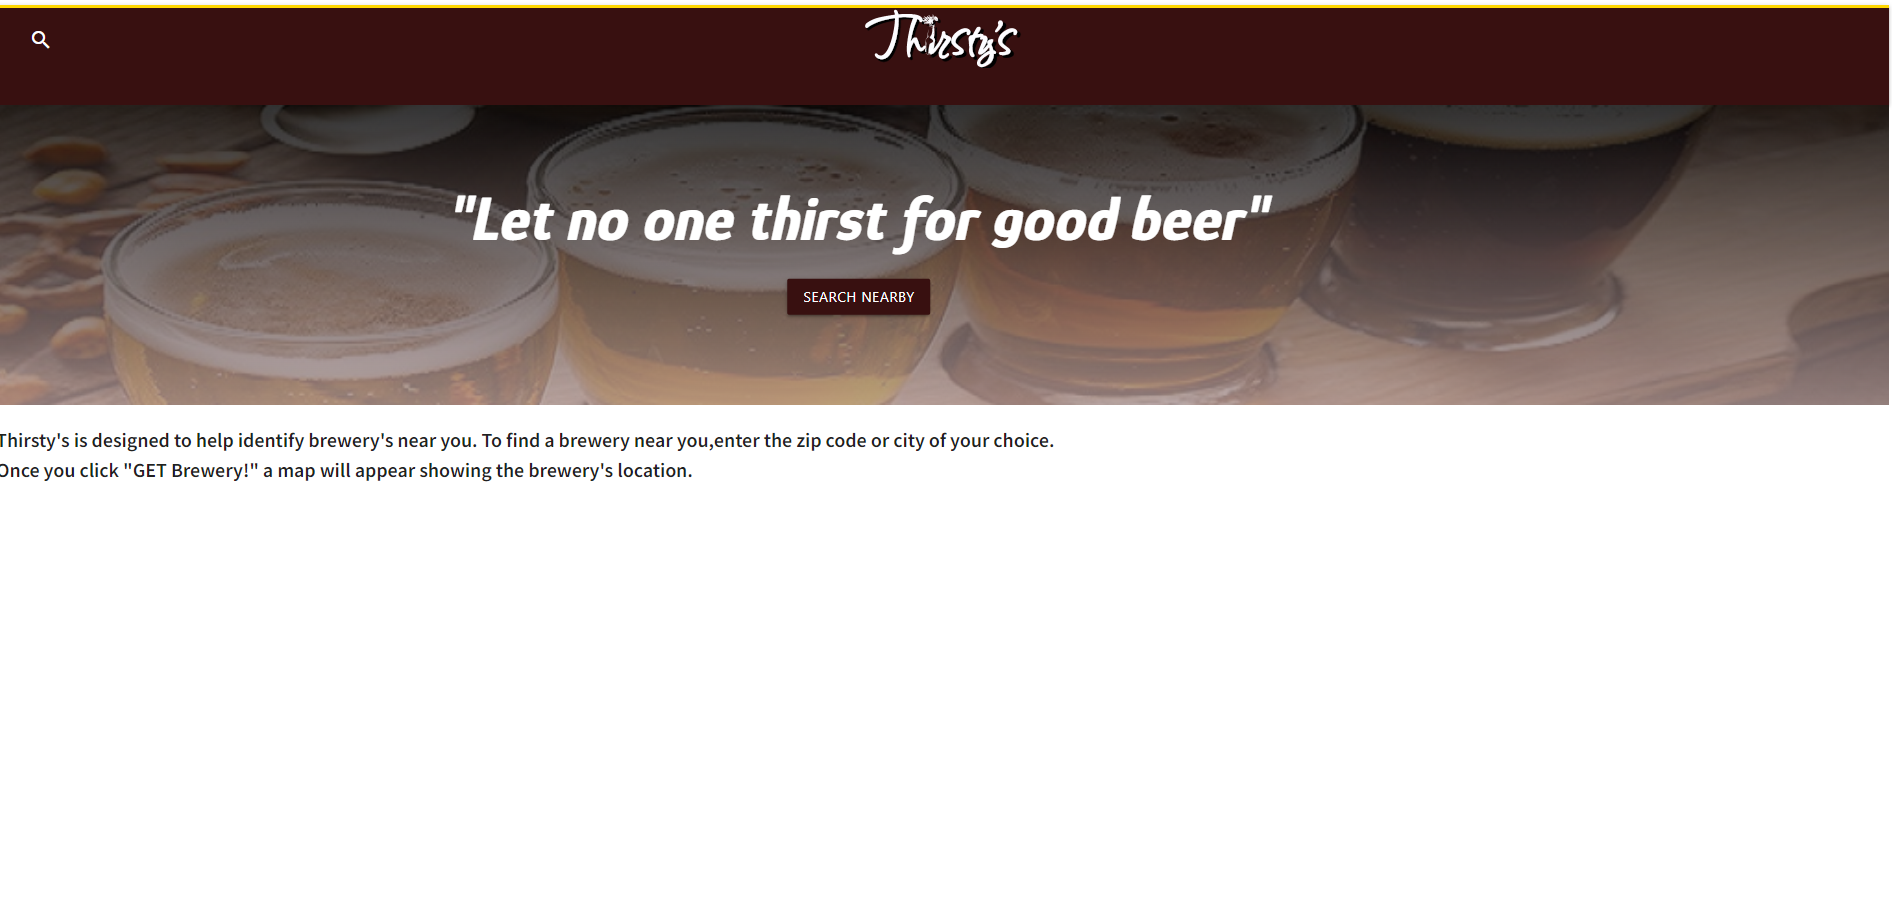 Thirsty's
"Let no one thirst for good beer"
SEARCH NEARBY
Thirsty's is designed to help identify brewery's near you. To find a brewery near you,enter the zip code or city of your choice.
Once you click "GET Brewery!" a map will appear showing the brewery's location.